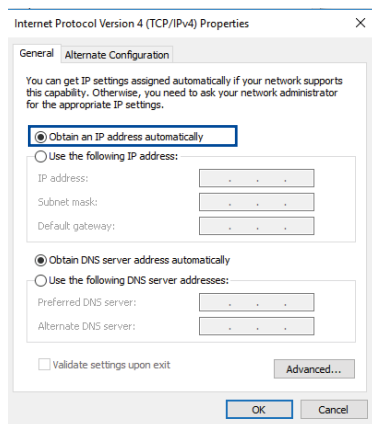 Internet Protocol Version 4 (TCP/IPv4) Properties
General
Alternate Configuration
You can get IP settings assigned automatically if your network supports
this capability. Otherwise, you need to ask your network administrator
for the appropriate IP settings.
Obtain an IP address automatically
Use the following IP address:
IP address:
Subnet mask:
Default gateway:
Obtain DNS server address automatically
Use the following DNS server addresses:
Preferred DNS server:
Alternate DNS server:
Validate settings upon exit
Advanced...
OK
Cancel